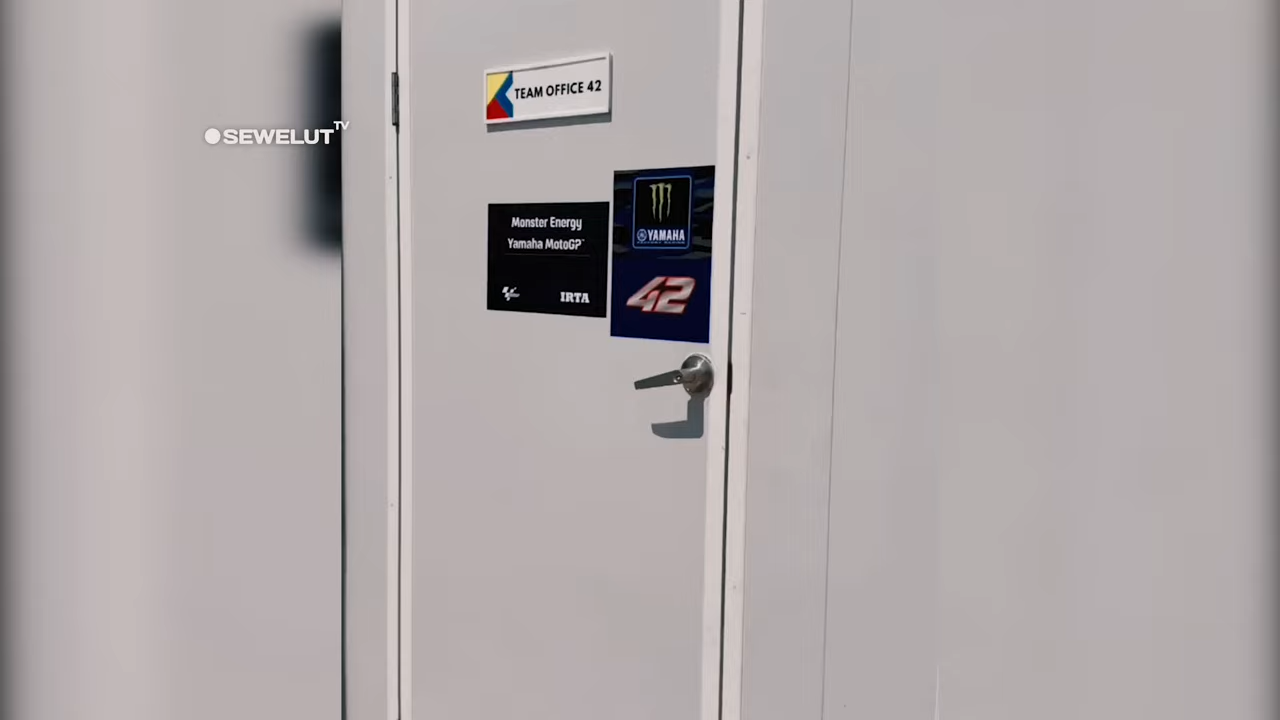 TEAM OFFICE 42
SEWELUT TV
Monster Energy
Yamaha MotoGP™
IRTA
YAMAHA
42